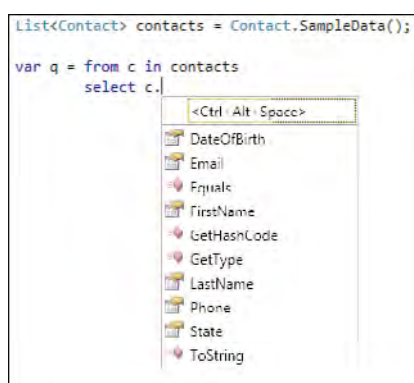 List<Contact> contacts = Contact.SampleData();
var q = from c in contacts
select c.
<Ctrl Alt Space>
DateOfBirth
Email
Equals
FirstName
GetHashCode
GetType
LastName
Phone
State
ToString